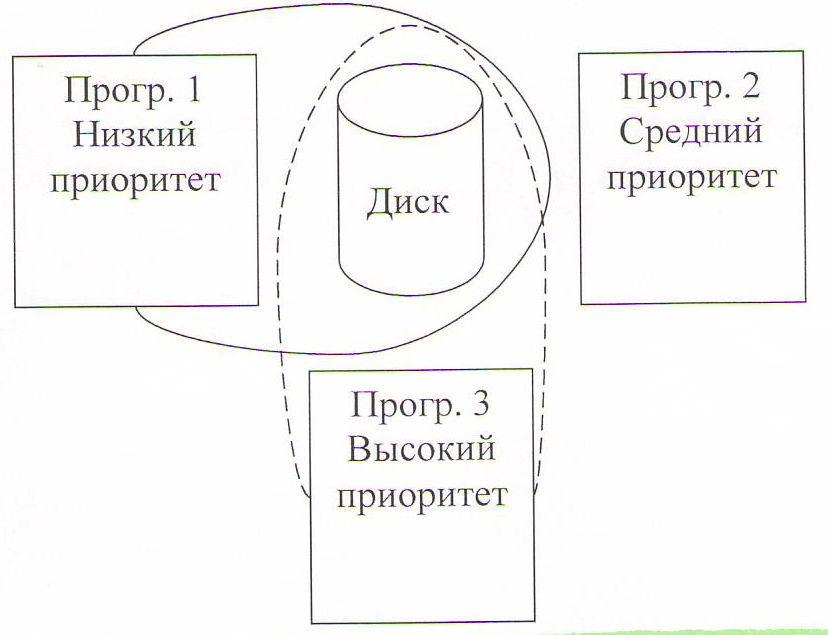 Прогр. 1
Низкий
приоритет
Диск
Прогр. 2
Средний
приоритет
Прогр. 3
Высокий
приоритет